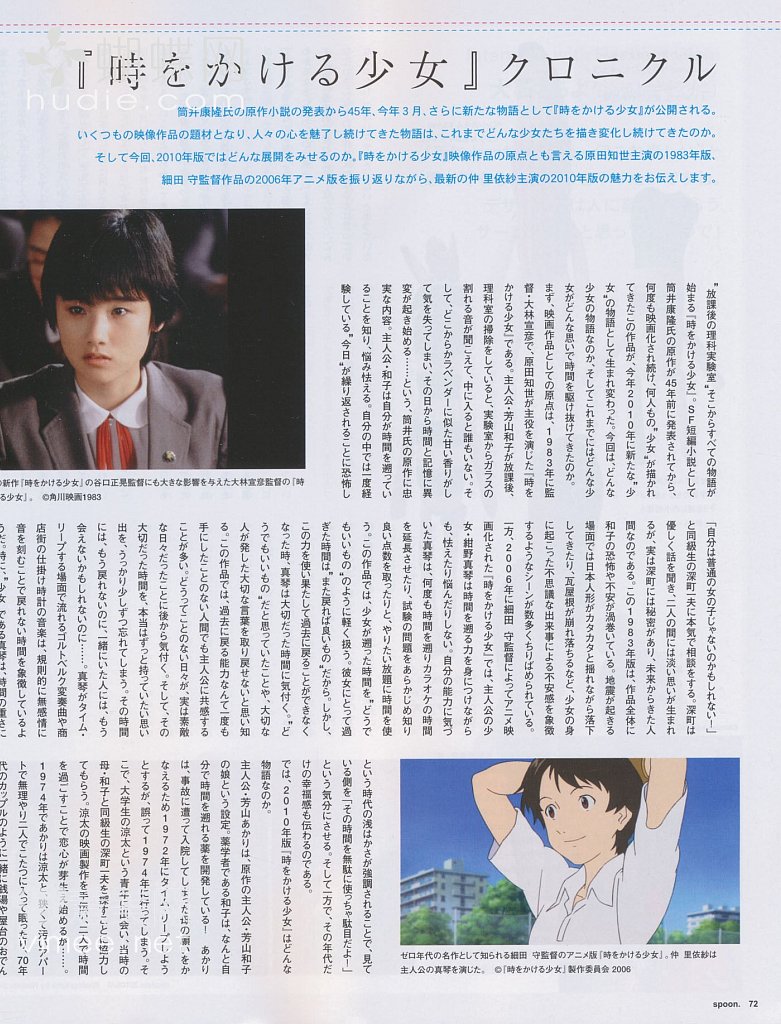 『時をかける少女』クロニクル
hudie.com
筒井康隆氏の原作小説の発表から45年、今年3月、さらに新たな物語として『時をかける少女』が公開される。
いくつもの映像作品の題材となり、人々の心を魅了し続けてきた物語は、これまでどんな少女たちを描き変化し続けてきたのか。
そして今回、2010年版ではどんな展開をみせるのか。『時をかける少女』映像作品の原点とも言える原田知世主演の1983年版、
細田 守監督作品の2006年アニメ版を振り返りながら、最新の仲 里依紗主演の2010年版の魅力をお伝えします。
"放課後の理科実験室"そこからすべての物語が
始まる『時をかける少女』。SF短編小説として
筒井康隆氏の原作が45年前に発表されてから、
何度も映画化され続け、何人もの"少女"が描かれ
てきたこの作品が、今年2010年に新たな"少
女"の物語として生まれ変わった。今回は、どんな
少女の物語なのか、そしてこれまでにはどんな少
女がどんな思いで時間を駆け抜けてきたのか。
まず、映画作品としての原点は、1983年に監
督・大林宣彦で、原田知世が主役を演じた『時を
かける少女』である。主人公・芳山和子が放課後、
理科室の掃除をしていると、実験室からガラスの
割れる音が聞こえて、中に入ると誰もいない。そ
して、どこからかラベンダーに似た甘い香りがし
て気を失ってしまい、その日から時間と記憶に異
変が起き始める……という、筒井氏の原作に忠
実な内容。主人公・和子は自分が時間を遡ってい
ることを知り、悩み怯える。自分の中では一度経
験している"今日"が繰り返されることに恐怖し
の新作『時をかける少女』の谷口正晃監督にも大きな影響を与えた大林宣彦監督の『時
る少女』。 ©角川映画1983
「自分は普通の女の子じゃないのかもしれない！」
と同級生の深町一夫に本気で相談をする。深町は
優しく話を聞き、二人の間には淡い思いが生まれ
るが、実は深町には秘密があり、未来からきた人
間なのである。この1983年版は、作品全体に
和子の恐怖や不安が渦巻いている。地震が起きる
場面では日本人形がカタカタと揺れながら落下
してきたり、瓦屋根が崩れ落ちるなど、少女の身
に起こった不思議な出来事による不安感を象徴
するようなシーンが数多くちりばめられている。
一方、2006年に細田 守監督によってアニメ映
画化された『時をかける少女』では、主人公の少
女・紺野真琴は時間を遡る力を身につけながら
も、怯えたり悩んだりしない。自分の能力に気づ
いた真琴は、何度も時間を遡りカラオケの時間
を延長させたり、試験の問題をあらかじめ知り
良い点数を取ったりと、やりたい放題に時間を使
う。この作品では、少女が遡った時間を"どうで
もいいもの"のように軽く扱う。彼女にとって過
ぎた時間は、"また戻れば良いもの"だから。しかし、
この力を使い果たして過去に戻ることができなく
なった時、真琴は大切だった時間に気付く。"ど
うでもいいもの"だと思っていたことや、大切な
人が発した大切な言葉を取り戻せないと思い知
る。この作品では、過去に戻る能力なんて一度も
手にしたことのない人間でも主人公に共感する
ことが多い。どうってことのない日々が、実は素敵
な日々だったことに後から気付く。そして、その
大切だった時間を、本当はずっと持っていたい思い
出を、うっかり少しずつ忘れてしまう。その時間
には、もう戻れないのに、一緒にいた人には、もう
会えないかもしれないのに……。真琴がタイム・
リープする場面で流れるゴルトベルク変奏曲や商
店街の仕掛け時計の音楽は、規則的に無感情に
音を刻むことで戻れない時間を象徴しているよ
うだ。特に、"少女"である真琴は、時間の重さに
という時代の浅はかさが強調されることで、見て
いる側を「その時間を無駄に使っちゃ駄目だよー」
という気分にさせる。そして一方で、その年代だ
けの幸福感も伝わるのである。
では、2010年版『時をかける少女』はどんな
物語なのか。
主人公・芳山あかりは、原作の主人公・芳山和子
の娘という設定。薬学者である和子は、なんと自
分で時間を遡れる薬を開発している！ あかり
は、事故に遭って入院してしまった母の願いをか
なえるため1972年にタイム・リープしよう
とするが、誤って1974年に行ってしまう。そ
こで、大学生の涼太という青年に出会い、当時の
母・和子と同級生の深町一夫を探すことに協力し
てもらう。涼太の映画製作を手伝い、二人の時間
を過ごすことで恋心が芽生え始めるが……。
1974年であかりは涼太と、狭くて汚いアパー
トで無理やり二人でこたつに入って眠ったり、70年
代のカップルのように一緒に銭湯や屋台のおでん
ゼロ年代の名作として知られる細田 守監督のアニメ版『時をかける少女』。仲 里依紗は
主人公の真琴を演じた。 ©『時をかける少女』製作委員会 2006
spoon. 72